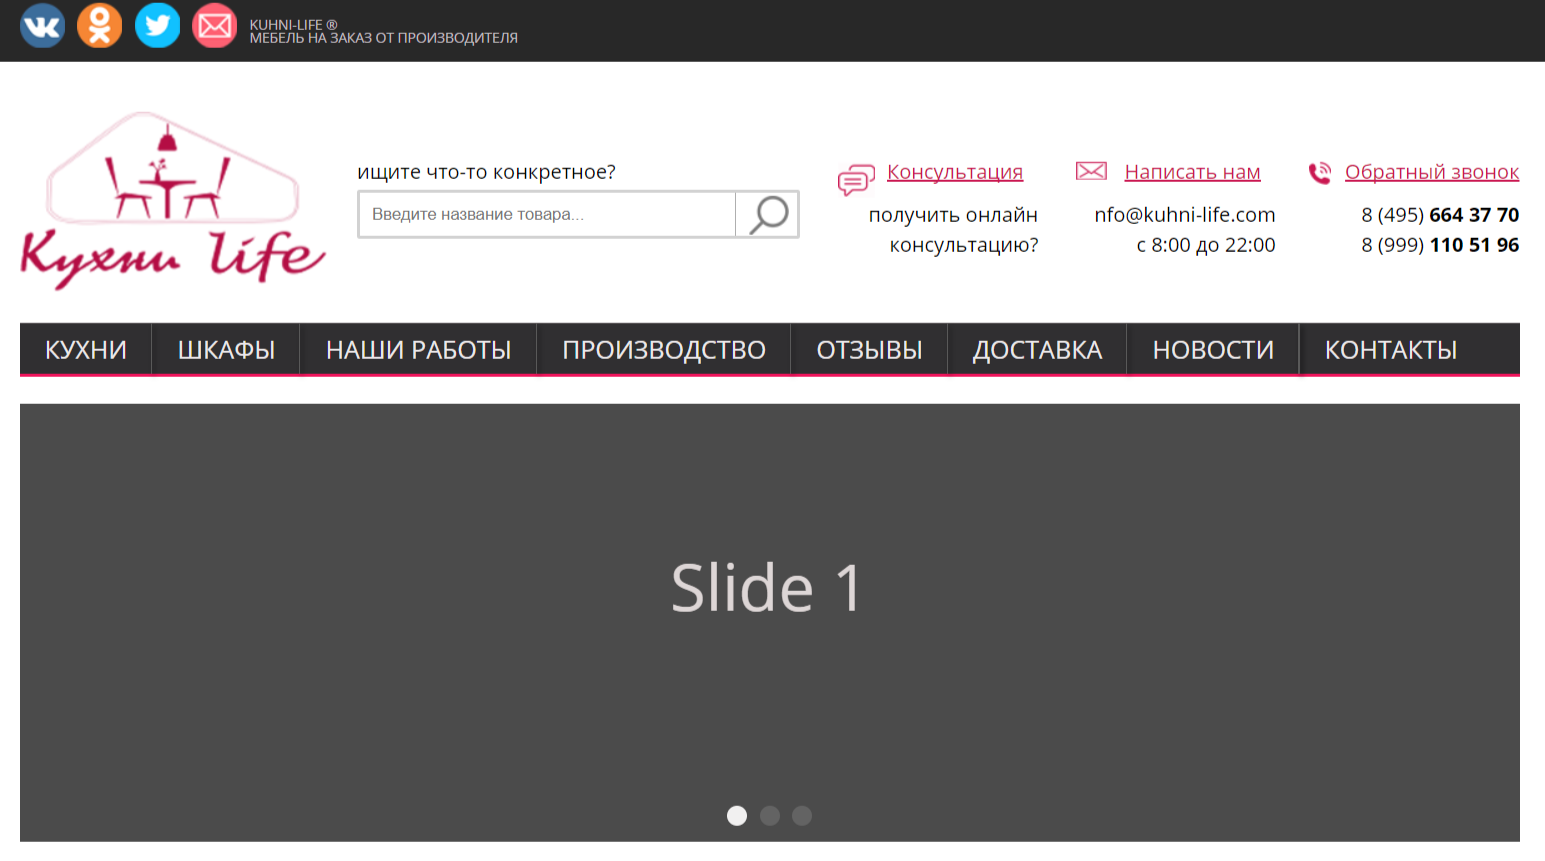 KUHNI-LIFE ®
МЕБЕЛЬ НА ЗАКАЗ ОТ ПРОИЗВОДИТЕЛЯ
Кухни life
ищите что-то конкретное?
Введите название товара...
Консультация
получить онлайн
консультацию?
Написать нам
nfo@kuhni-life.com
с 8:00 до 22:00
Обратный звонок
8 (495) 664 37 70
8 (999) 110 51 96
КУХНИ ШКАФЫ НАШИ РАБОТЫ ПРОИЗВОДСТВО ОТЗЫВЫ ДОСТАВКА НОВОСТИ КОНТАКТЫ
Slide 1